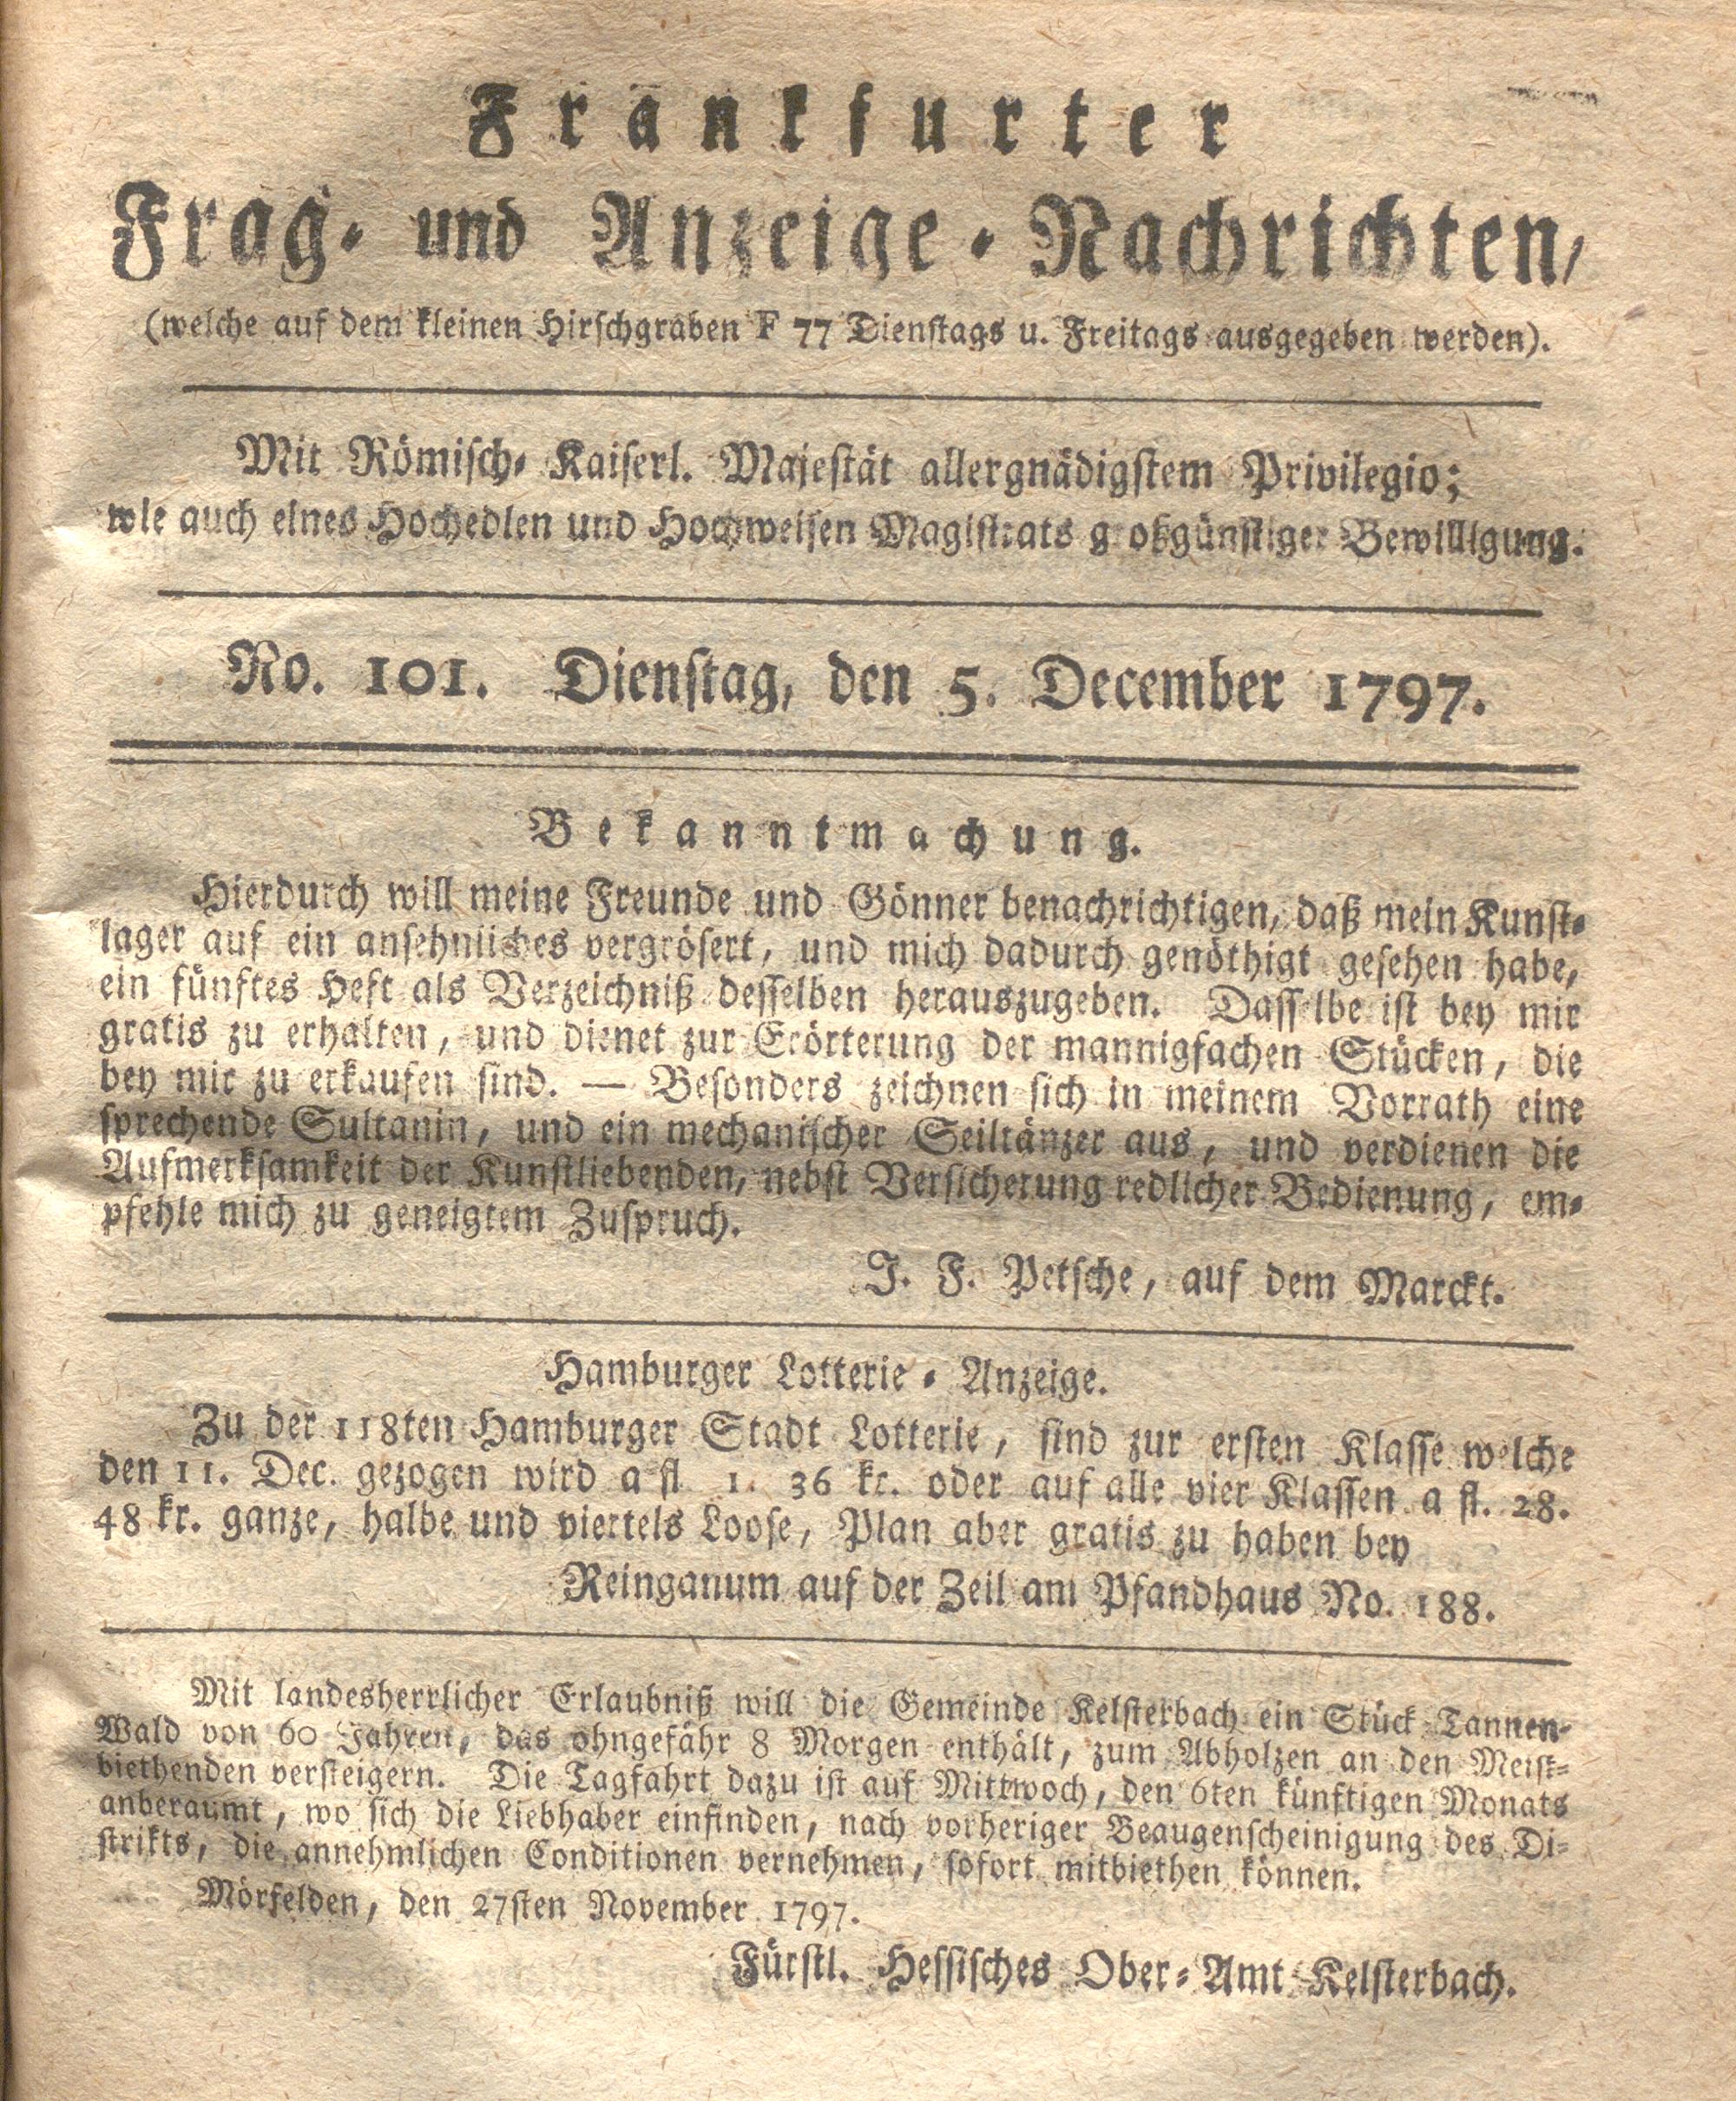 Frankfurter
Frag- und Anzeige-Nachrichten,
(welche auf dem kleinen Hirschgraben F 77 Dienstags u. Freitags ausgegeben werden).
Mit Römisch-Kaiserl. Majestät allergnädigstem Privilegio;
wie auch eines Hochedlen und Hochweisen Magistrats großgünstiger Bewilligung.
No. 101. Dienstag, den 5. December 1797.
Bekanntmachung.
Hierdurch will meine Freunde und Gönner benachrichtigen, daß mein Kunst-
lager auf ein ansehnliches vergrösert, und mich dadurch genöthigt gesehen habe,
ein fünftes Heft als Verzeichniß desselben herauszugeben. Dasselbe ist bey mir
gratis zu erhalten, und dienet zur Erörterung der mannigfachen Stücken, die
bey mir zu erkaufen sind. — Besonders zeichnen sich in meinem Vorrath eine
sprechende Sultanin, und ein mechanischer Seiltänzer aus, und verdienen die
Aufmerksamkeit der Kunstliebenden, nebst Versicherung redlicher Bedienung, em-
pfehle mich zu geneigtem Zuspruch.
J. F. Petsche, auf dem Marckt.
Hamburger Lotterie-Anzeige.
Zu der 118ten Hamburger Stadt Lotterie, sind zur ersten Klasse welche
den 11. Dec. gezogen wird a fl 1. 36 kr. oder auf alle vier Klassen a fl. 28.
48 kr. ganze, halbe und viertels Loose, Plan aber gratis zu haben bey
Reinganum auf der Zeil am Pfandhaus No. 188.
Mit landesherrlicher Erlaubniß will die Gemeinde Kelsterbach ein Stück Tannen-
Wald von 60 Jahren, das ohngefähr 8 Morgen enthält, zum Abholzen an den Meist-
biethenden versteigern. Die Tagfahrt dazu ist auf Mittwoch, den 6ten künftigen Monats
anberaumt, wo sich die Liebhaber einfinden, nach vorheriger Beaugenscheinigung des Di-
strikts, die annehmlichen Conditionen vernehmen, sofort mitbiethen können.
Mörfelden, den 27sten November 1797.
Fürstl. Hessisches Ober-Amt Kelsterbach.